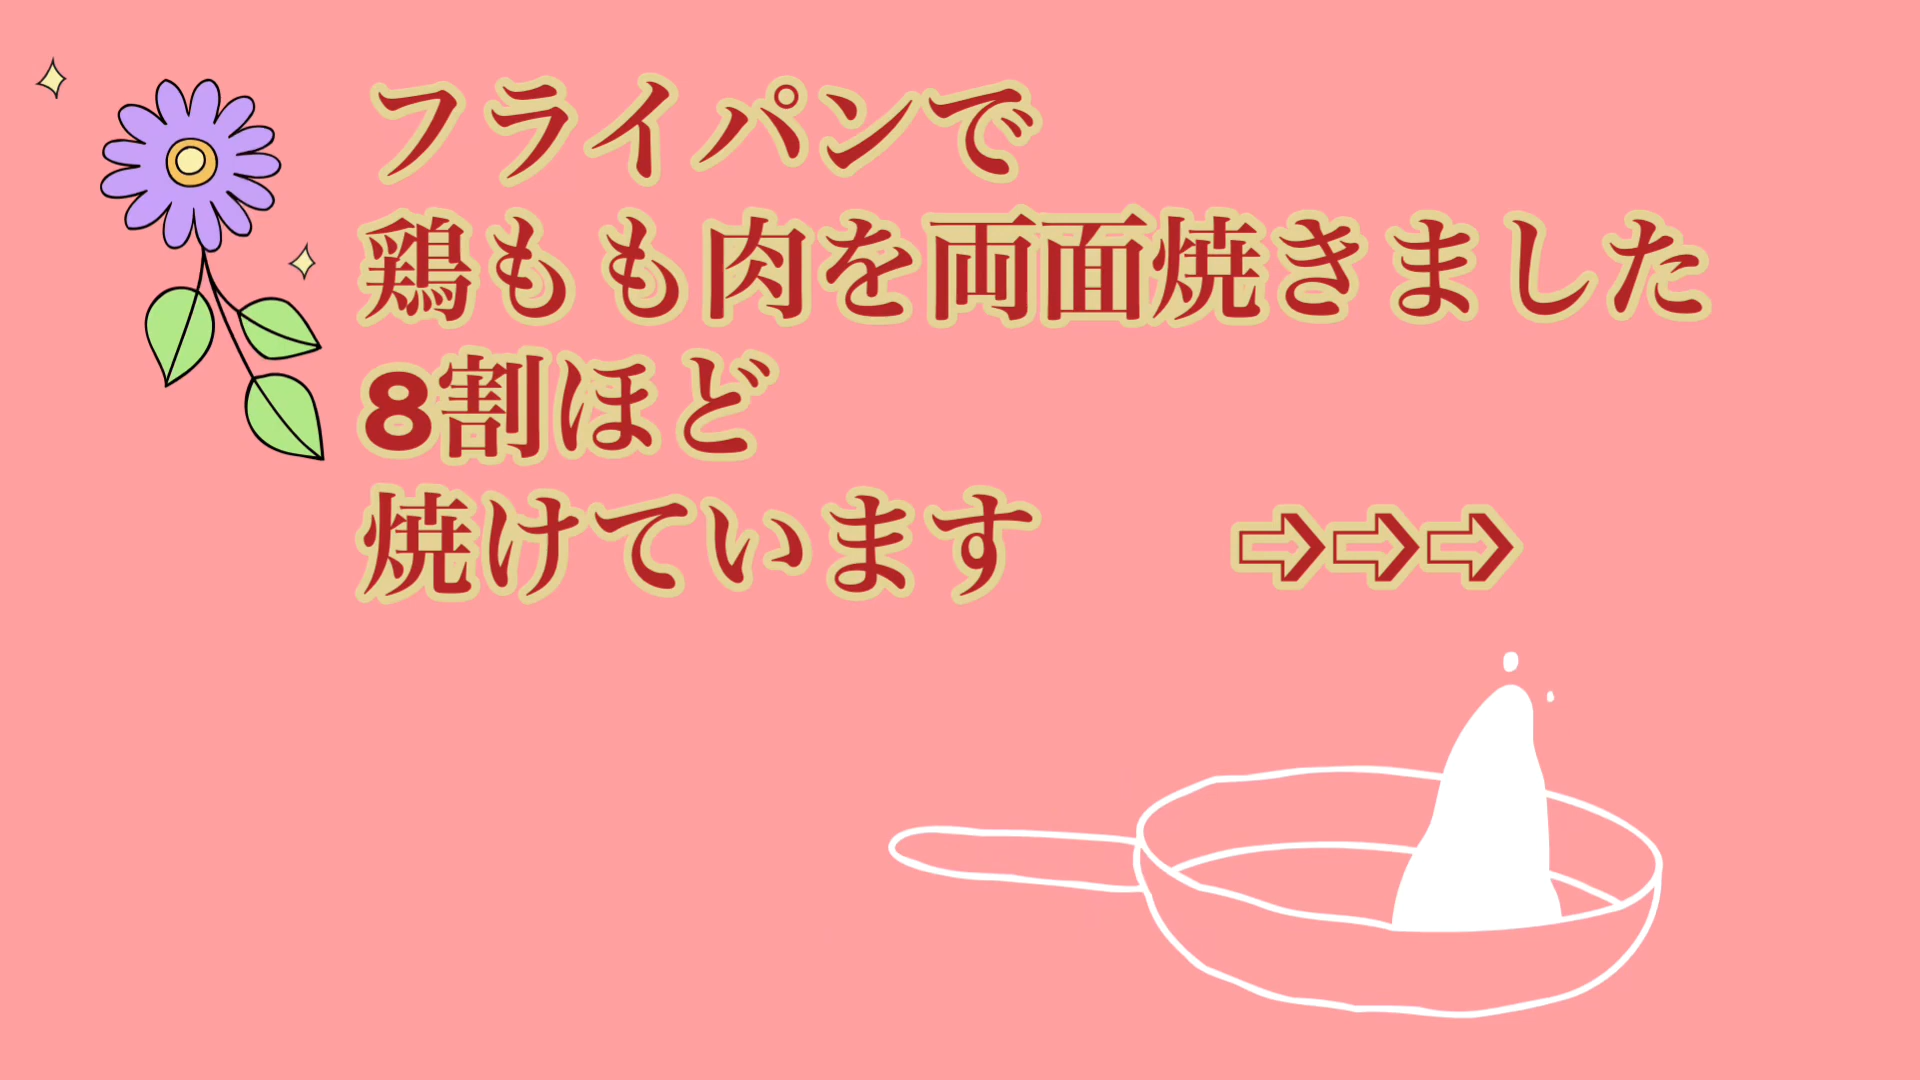 フライパンで
鶏もも肉を両面焼きました
8割ほど
焼けています ⇨⇨⇨